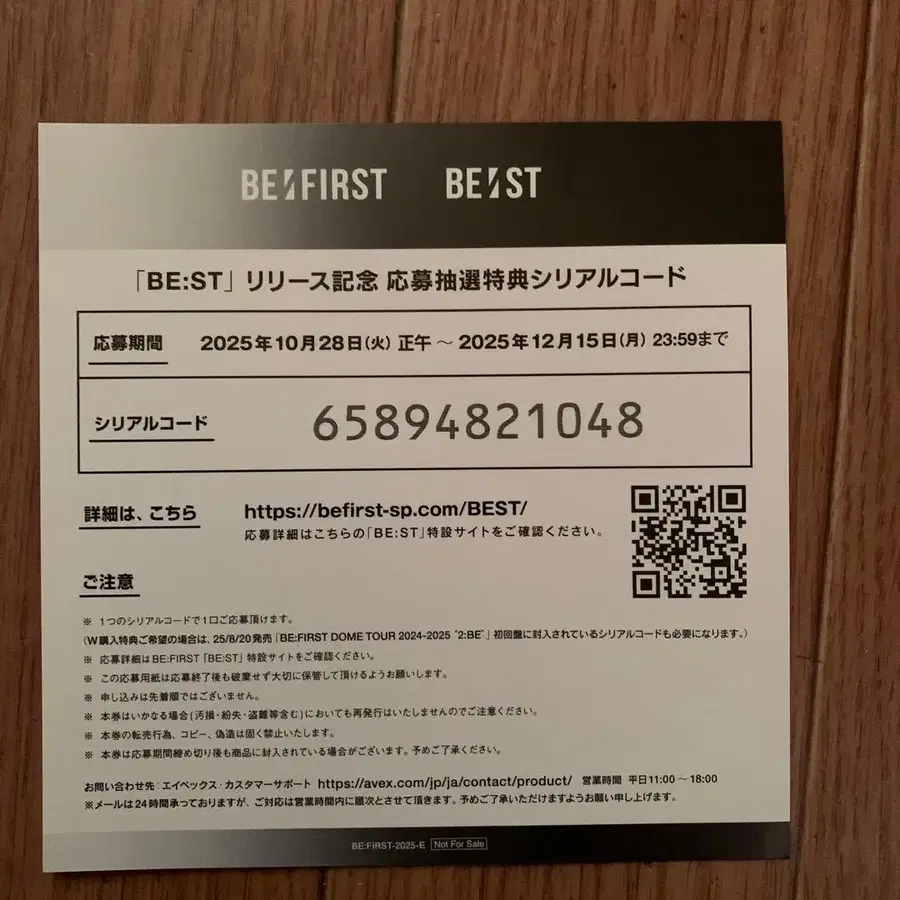 BE:FIRST BE:ST
「BE:ST」リリース記念 応募抽選特典シリアルコード
応募期間 2025年10月28日(火) 正午 ～ 2025年12月15日(月) 23:59まで
シリアルコード 65894821048
詳細は、こちら https://befirst-sp.com/BEST/
応募詳細はこちらの「BE:ST」特設サイトをご確認ください。
ご注意
※ 1つのシリアルコードで1口ご応募頂けます。
(W購入特典ご希望の場合は、25/8/20発売「BE:FIRST DOME TOUR 2024-2025 "2:BE"」初回盤に封入されているシリアルコードも必要になります。)
※ 応募詳細はBE:FIRST「BE:ST」特設サイトをご確認ください。
※ この応募用紙は応募終了後も破棄せず大切に保管して頂けるようお願いします。
※ 申し込みは先着順ではございません。
※ 本券はいかなる場合(汚損・紛失・盗難等含む)においても再発行はいたしませんのでご注意ください。
※ 本券の転売行為、コピー、偽造は固く禁止いたします。
※ 本券は応募期間締め切り後も商品に封入されている場合がございます。予めご了承ください。
お問い合わせ先：エイベックス・カスタマーサポート https://avex.com/jp/ja/contact/product/ 営業時間 平日11:00～18:00
※メールは24時間承っておりますが、ご対応は営業時間内に順次とさせて頂きます。予めご了承いただけますようお願い申し上げます。
BE:FIRST-2025-E Not For Sale